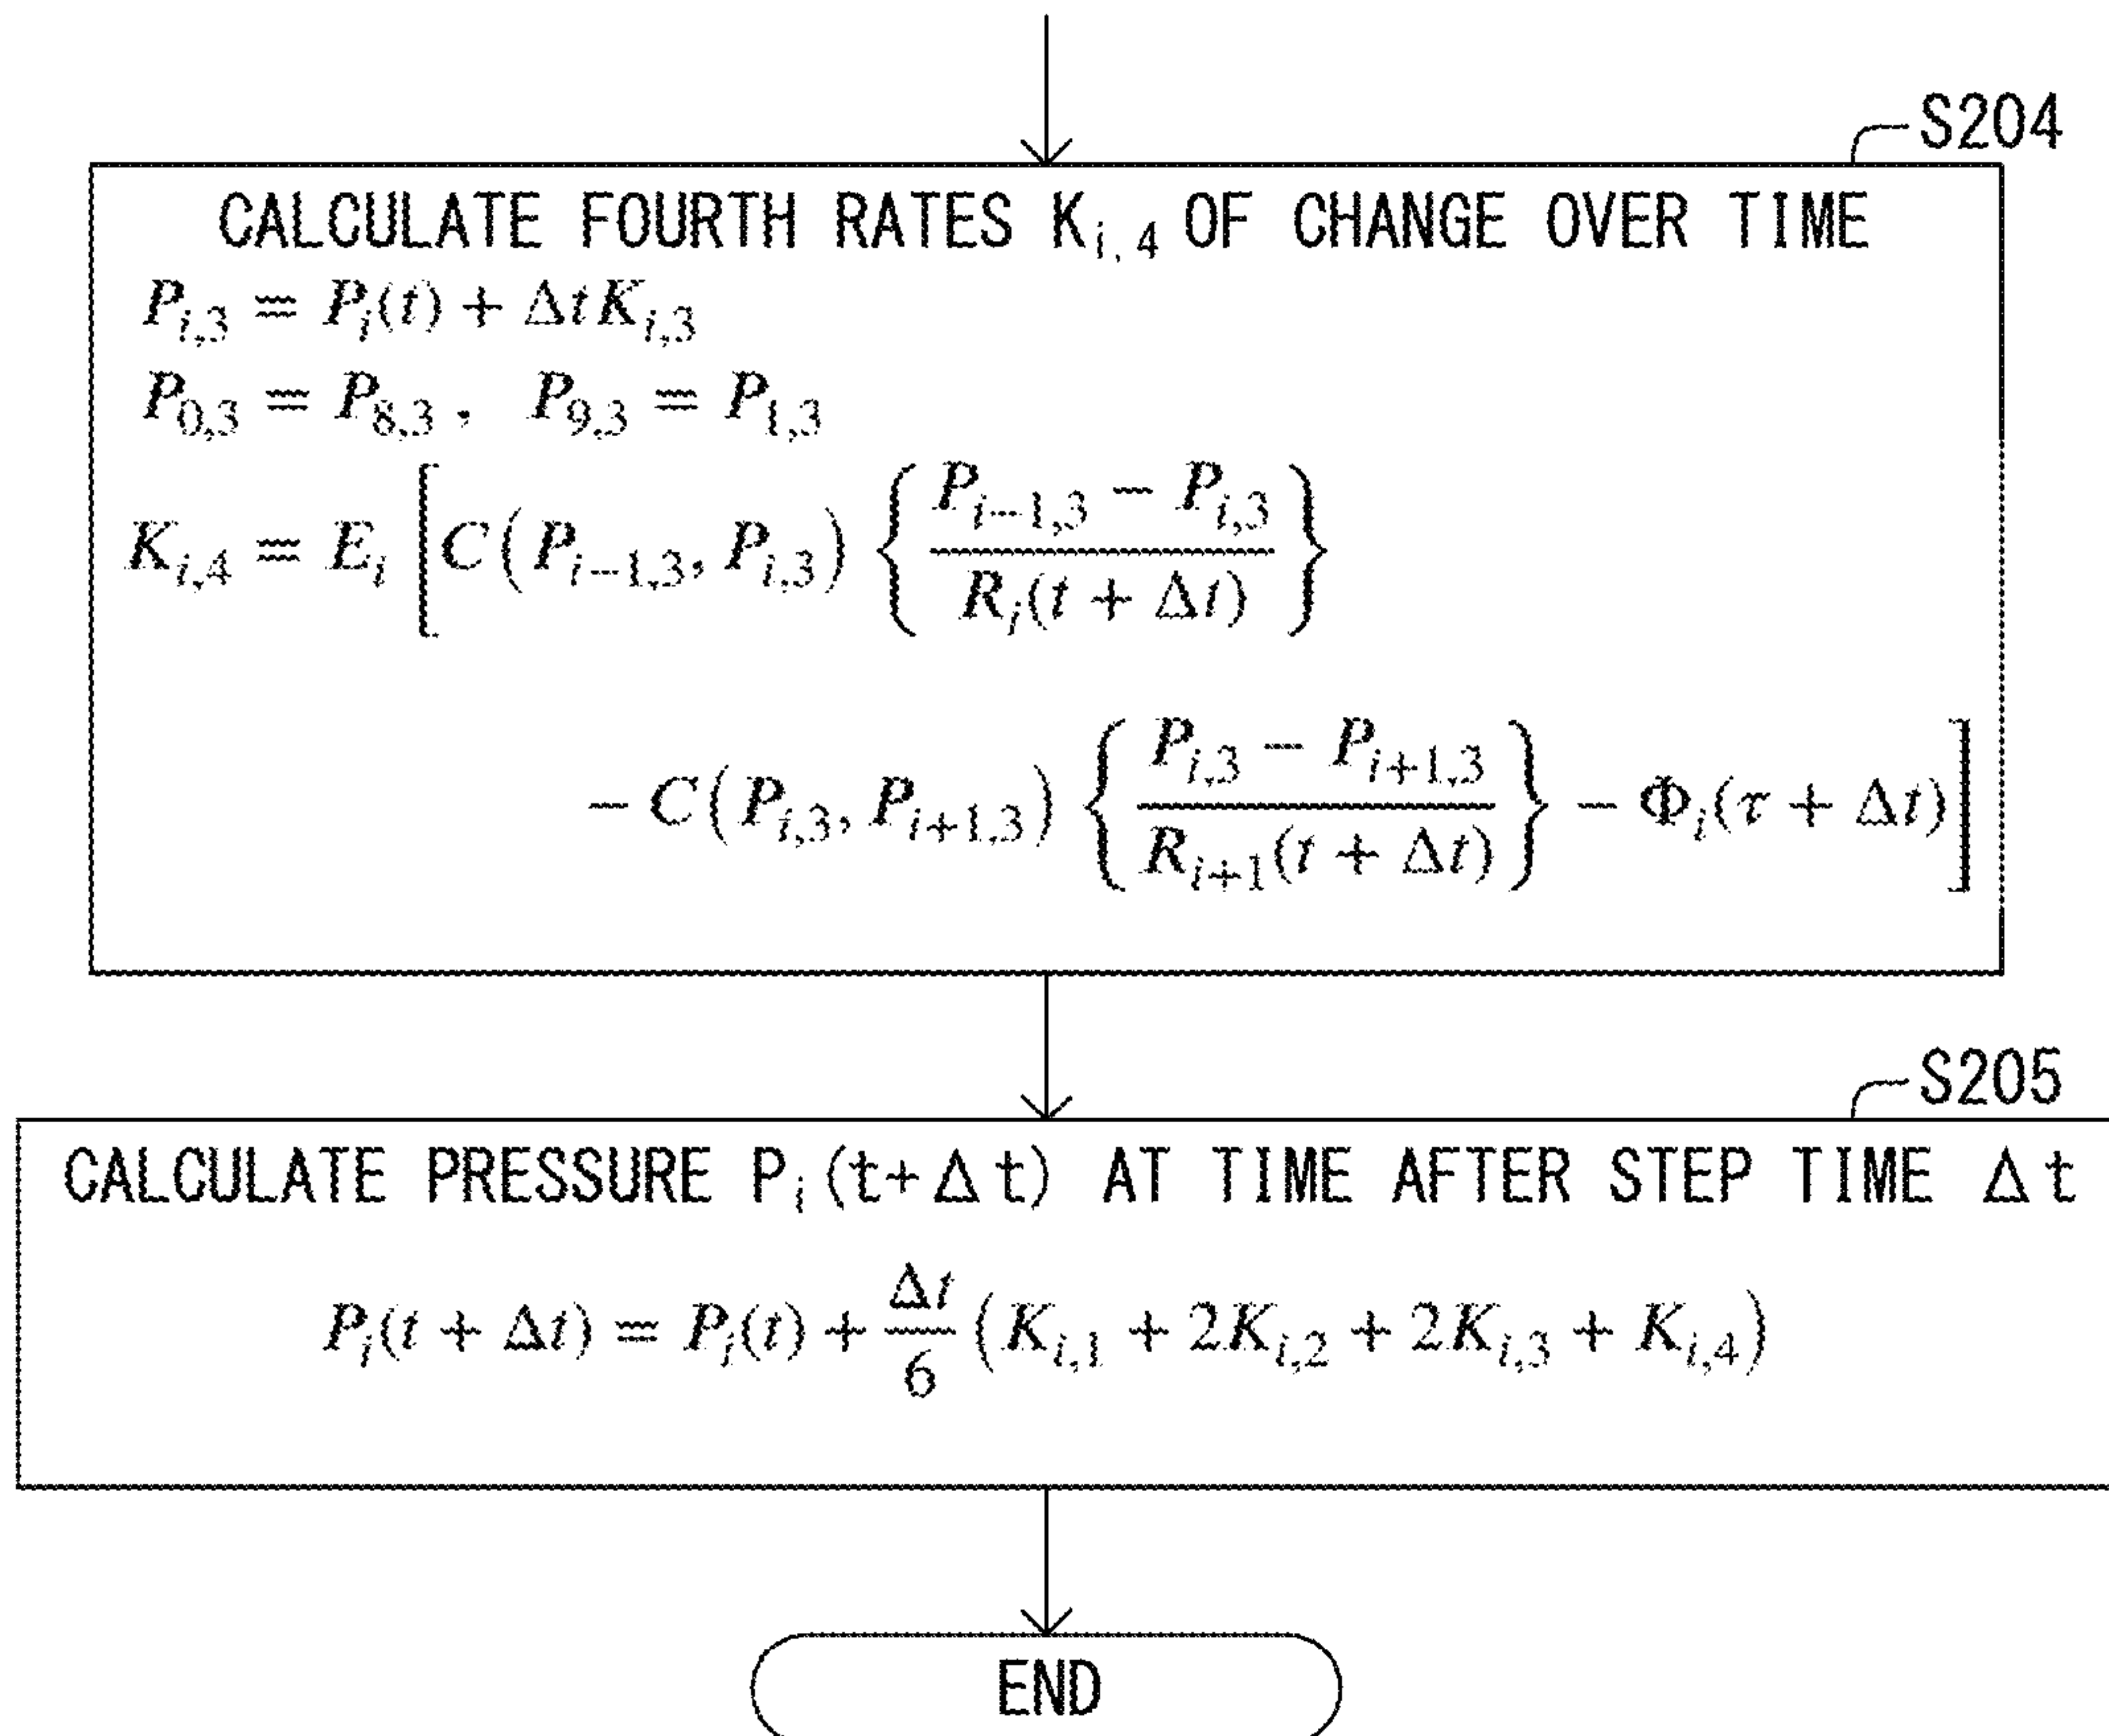 S204
CALCULATE FOURTH RATES K_{i,4} OF CHANGE OVER TIME
P_{i,3} = P_i(t) + ΔtK_{i,3}
P_{0,3} = P_{8,3}, P_{9,3} = P_{1,3}
K_{i,4} = E_i [ C(P_{i-1,3}, P_{i,3}) { \frac{P_{i-1,3} - P_{i,3}}{R_i(t + Δt)} }
- C(P_{i,3}, P_{i+1,3}) { \frac{P_{i,3} - P_{i+1,3}}{R_{i+1}(t + Δt)} } - Φ_i(τ + Δt) ]
S205
CALCULATE PRESSURE P_i(t+Δt) AT TIME AFTER STEP TIME Δt
P_i(t + Δt) = P_i(t) + \frac{Δt}{6} (K_{i,1} + 2K_{i,2} + 2K_{i,3} + K_{i,4})
END